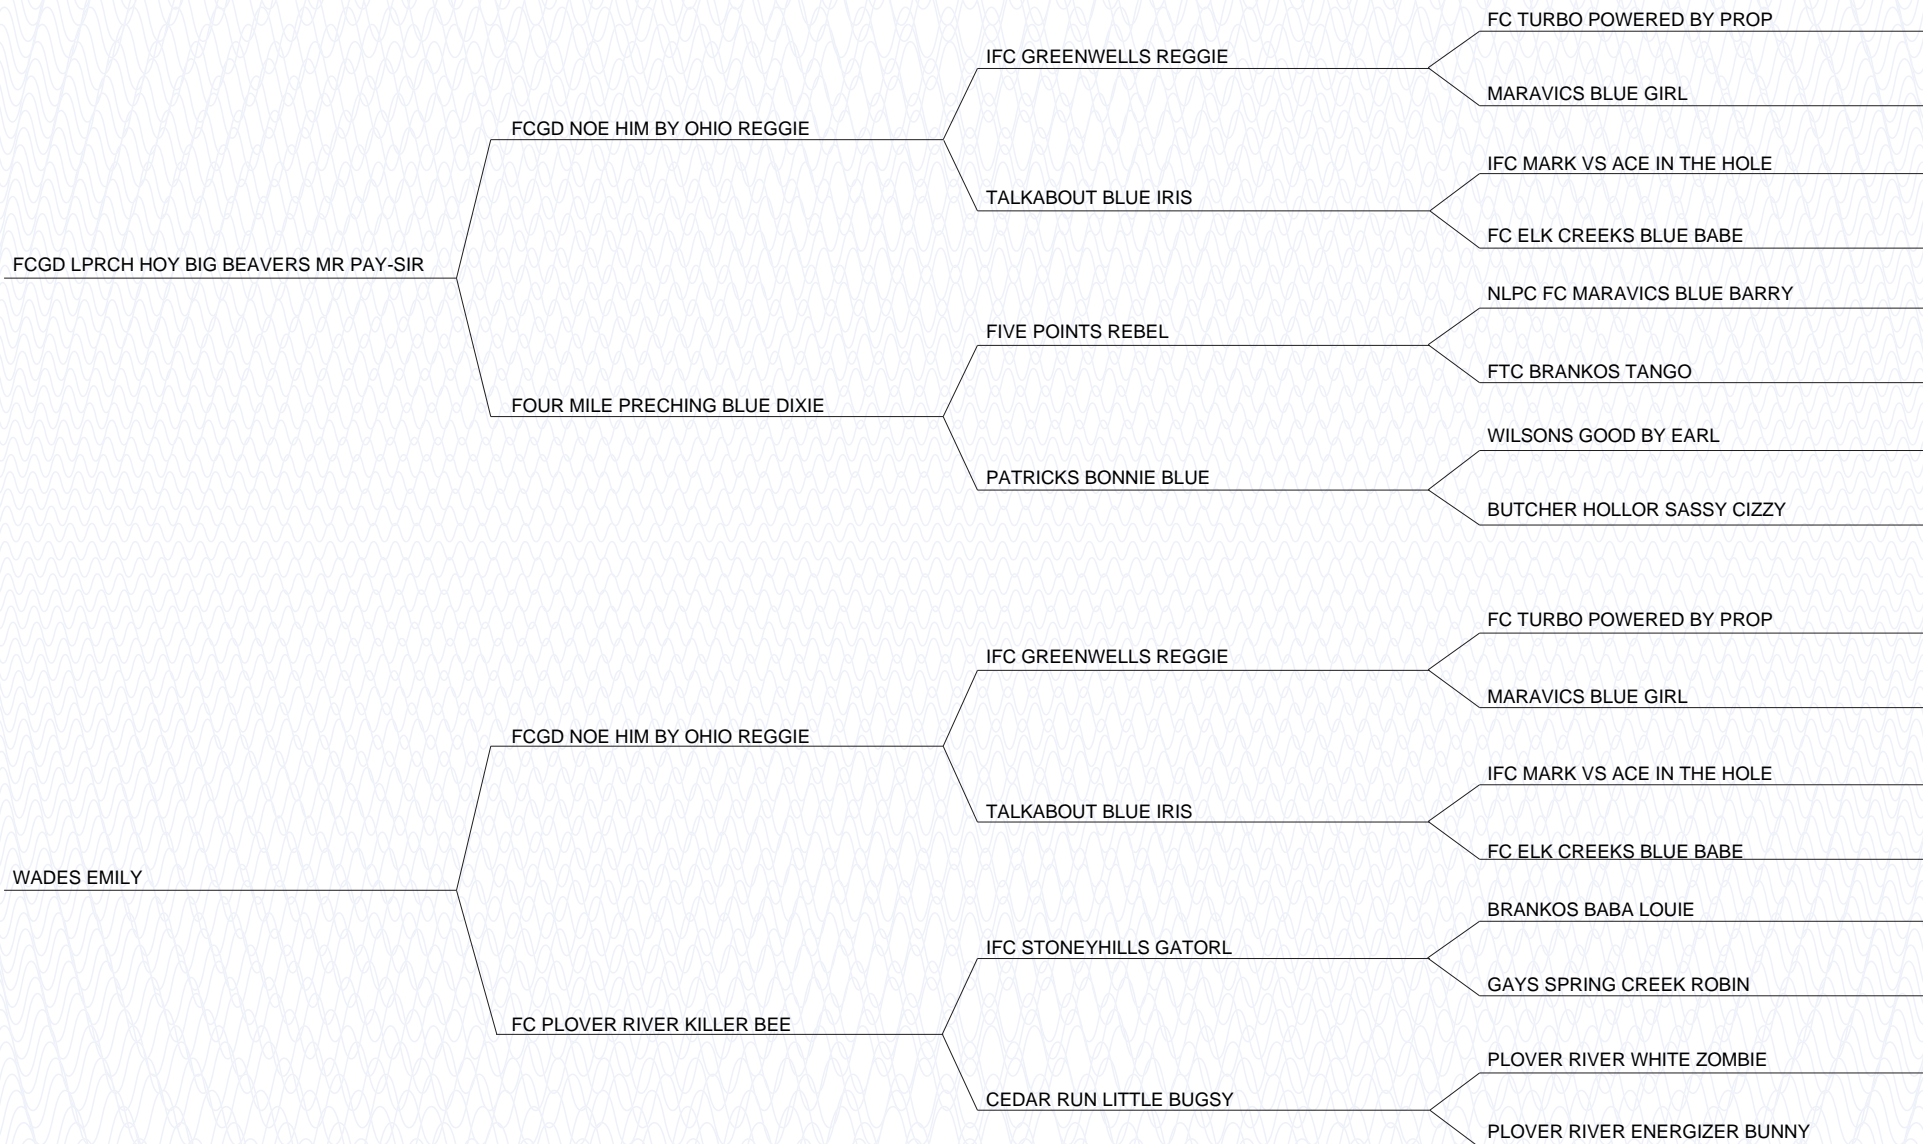 FC TURBO POWERED BY PROP
IFC GREENWELLS REGGIE
MARAVICS BLUE GIRL
FCGD NOE HIM BY OHIO REGGIE
IFC MARK VS ACE IN THE HOLE
TALKABOUT BLUE IRIS
FC ELK CREEKS BLUE BABE
FCGD LPRCH HOY BIG BEAVERS MR PAY-SIR
NLPC FC MARAVICS BLUE BARRY
FIVE POINTS REBEL
FTC BRANKOS TANGO
FOUR MILE PRECHING BLUE DIXIE
WILSONS GOOD BY EARL
PATRICKS BONNIE BLUE
BUTCHER HOLLOR SASSY CIZZY
FC TURBO POWERED BY PROP
IFC GREENWELLS REGGIE
MARAVICS BLUE GIRL
FCGD NOE HIM BY OHIO REGGIE
IFC MARK VS ACE IN THE HOLE
TALKABOUT BLUE IRIS
FC ELK CREEKS BLUE BABE
WADES EMILY
BRANKOS BABA LOUIE
IFC STONEYHILLS GATORL
GAYS SPRING CREEK ROBIN
FC PLOVER RIVER KILLER BEE
PLOVER RIVER WHITE ZOMBIE
CEDAR RUN LITTLE BUGSY
PLOVER RIVER ENERGIZER BUNNY